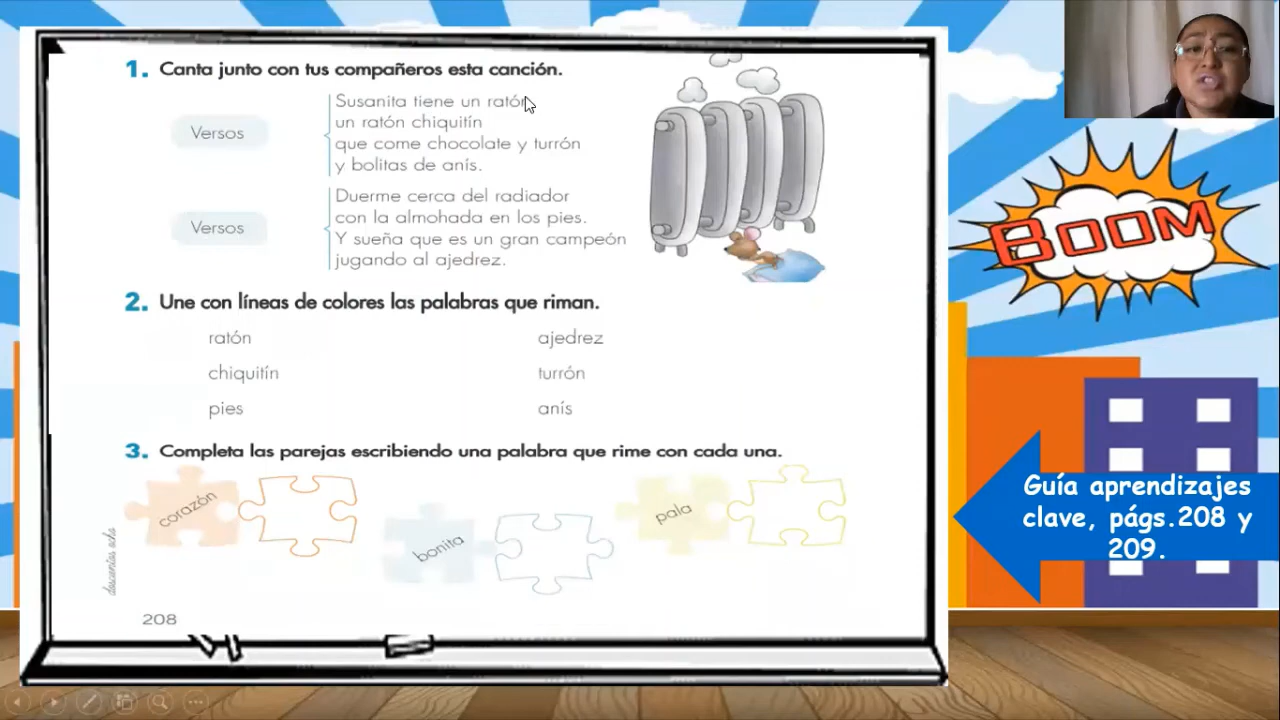 1. Canta junto con tus compañeros esta canción.
Versos
Susanita tiene un ratón
un ratón chiquitín
que come chocolate y turrón
y bolitas de anís.
Versos
Duerme cerca del radiador
con la almohada en los pies.
Y sueña que es un gran campeón
jugando al ajedrez.
2. Une con líneas de colores las palabras que riman.
ratón ajedrez
chiquitín turrón
pies anís
3. Completa las parejas escribiendo una palabra que rime con cada una.
corazón
bonita
pala
doscientos ocho
208
BOOM
Guía aprendizajes
clave, págs.208 y
209.